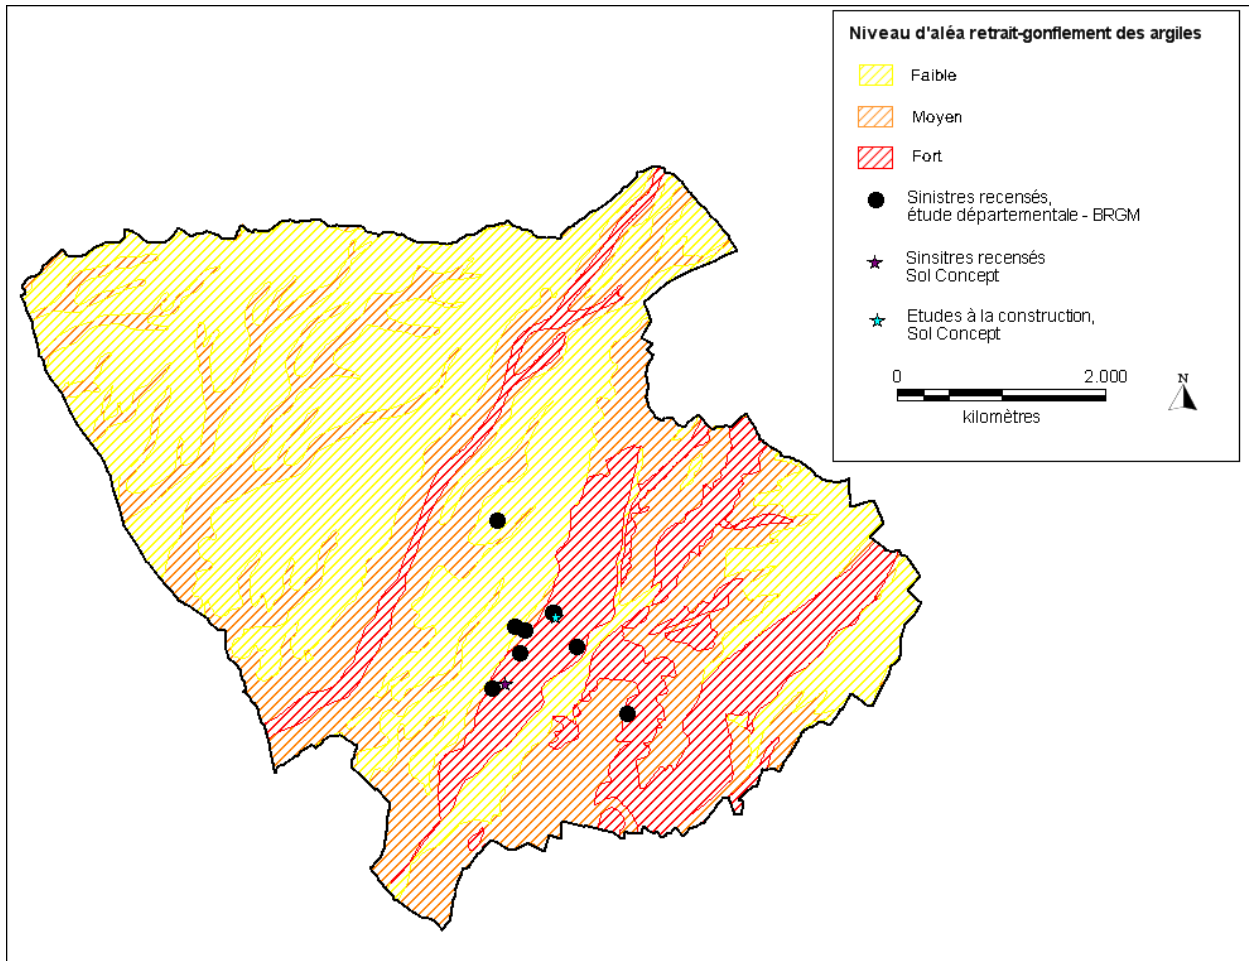 Niveau d'aléa retrait-gonflement des argiles
Faible
Moyen
Fort
Sinistres recensés,
étude départementale - BRGM
Sinsitres recensés
Sol Concept
Etudes à la construction,
Sol Concept
0 2.000
kilomètres
N